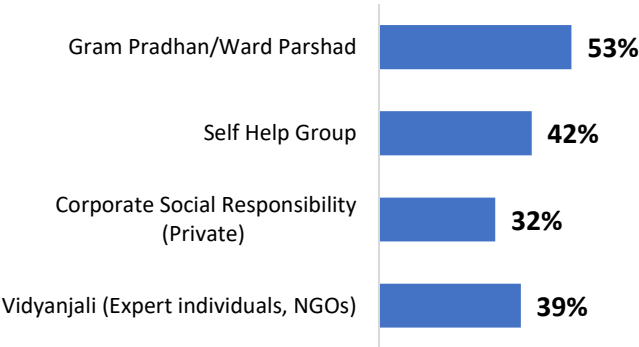 Gram Pradhan/Ward Parshad
53%
Self Help Group
42%
Corporate Social Responsibility
(Private)
32%
Vidyanjali (Expert individuals, NGOs)
39%